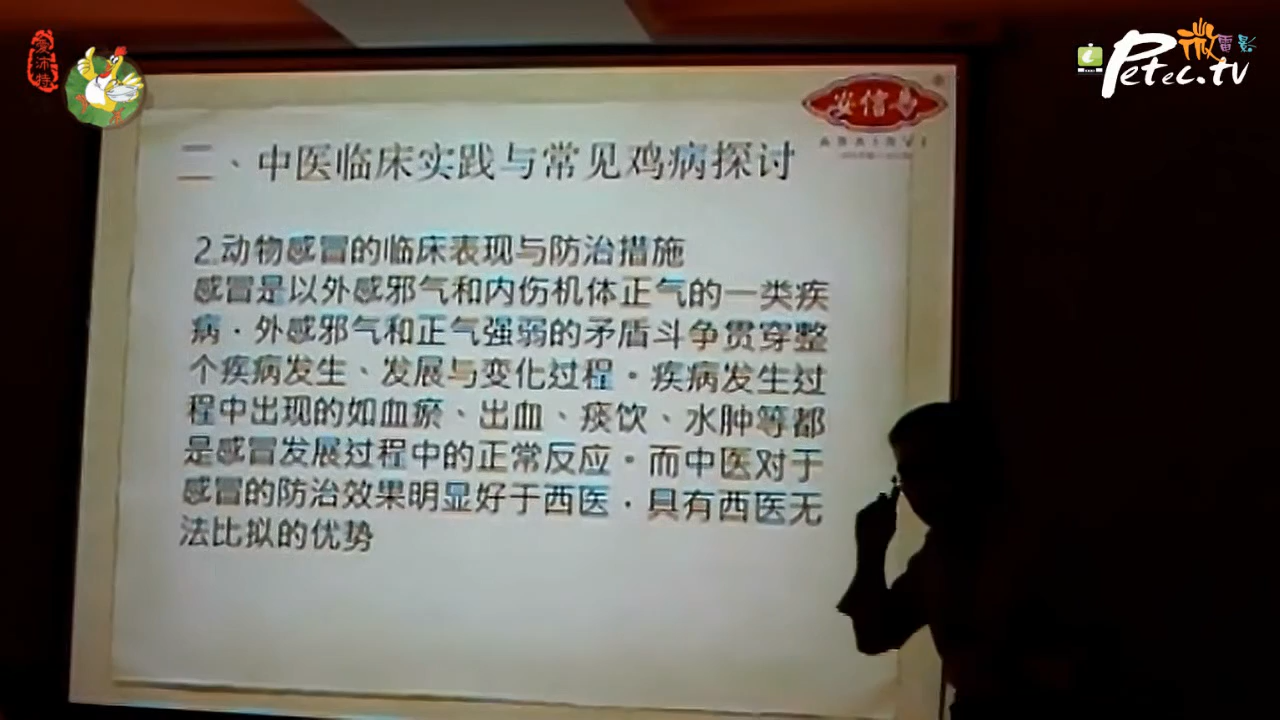 爱沛特
微電影
Petec.tv
安信
二、中医临床实践与常见鸡病探讨
2.动物感冒的临床表现与防治措施
感冒是以外感邪气和内伤机体正气的一类疾
病·外感邪气和正气强弱的矛盾斗争贯穿整
个疾病发生、发展与变化过程·疾病发生过
程中出现的如血瘀、出血、痰饮、水肿等都
是感冒发展过程中的正常反应·而中医对于
感冒的防治效果明显好于西医·具有西医无
法比拟的优势